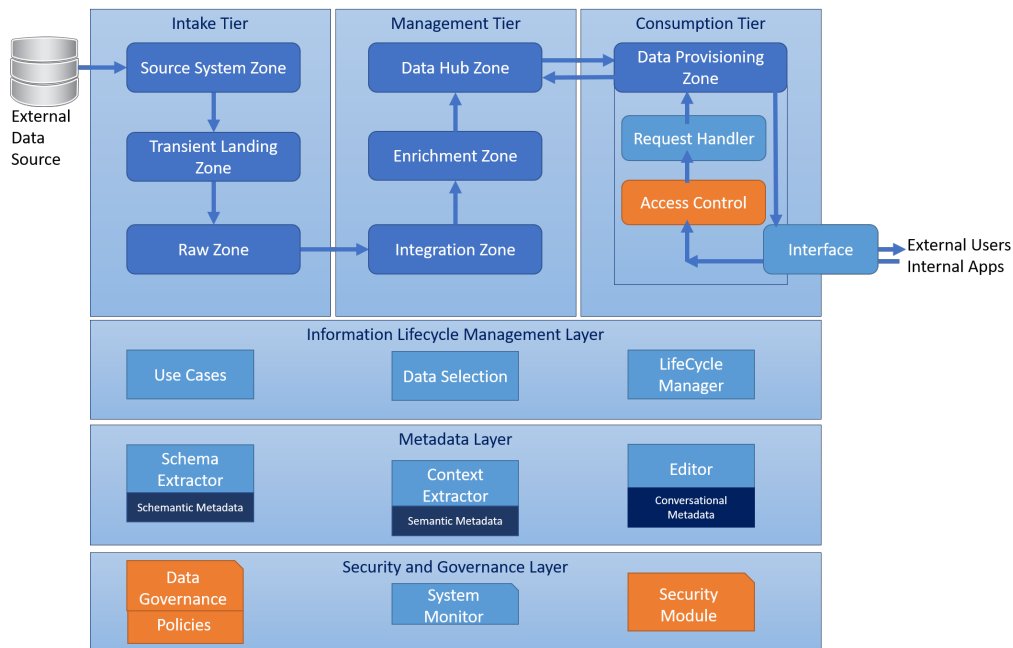 Intake Tier
Management Tier
Consumption Tier
External
Data
Source
Source System Zone
Transient Landing
Zone
Raw Zone
Data Hub Zone
Enrichment Zone
Integration Zone
Data Provisioning
Zone
Request Handler
Access Control
Interface
External Users
Internal Apps
Information Lifecycle Management Layer
Use Cases
Data Selection
LifeCycle
Manager
Metadata Layer
Schema
Extractor
Schemantic Metadata
Context
Extractor
Semantic Metadata
Editor
Conversational
Metadata
Security and Governance Layer
Data
Governance
Policies
System
Monitor
Security
Module